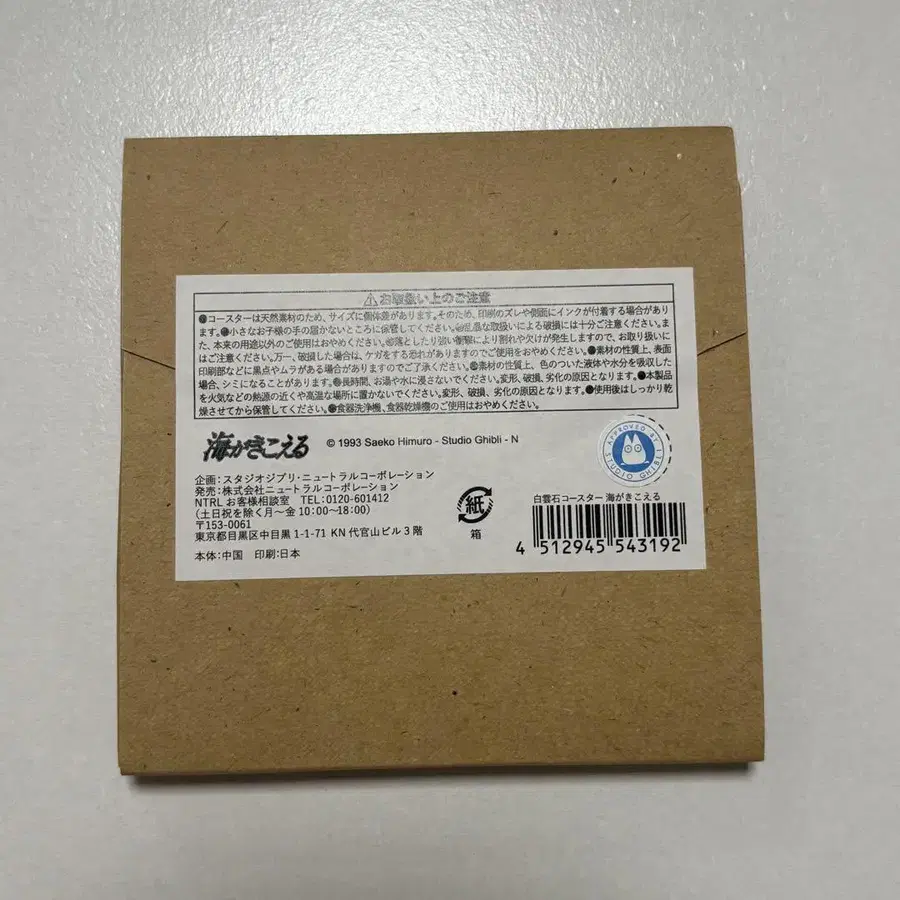 ⚠お取扱い上のご注意
●コースターは天然素材のため、サイズに個体差があります。そのため、印刷のズレや側面にインクが付着する場合があり
ます。●小さなお子様の手の届かないところに保管してください。●乱暴な取扱いによる破損には十分ご注意ください。ま
た、本来の用途以外のご使用はおやめください。●落としたり強い衝撃により割れや欠けが発生しますので、お取り扱いに
はご注意ください。万一、破損した場合は、ケガをする恐れがありますのでご使用をおやめください。●素材の性質上、表面
印刷部などに黒点やムラがある場合がありますのでご了承ください。●素材の性質上、色のついた液体や水分を吸収した
場合、シミになることがあります。●長時間、お湯や水に浸さないでください。変形、破損、劣化の原因となります。●本製品
を火気などの熱源の近くや高温な場所に置かないでください。変形、破損、劣化の原因となります。●使用後はしっかり乾
燥させてから保管してください。●食器洗浄機、食器乾燥機のご使用はおやめください。
海がきこえる
© 1993 Saeko Himuro - Studio Ghibli - N
APPROVED BY STUDIO GHIBLI
企画：スタジオジブリ・ニュートラルコーポレーション
発売：株式会社ニュートラルコーポレーション
NTRL お客様相談室　TEL：0120-601412
(土日祝を除く月〜金 10:00〜18:00)
〒153-0061
東京都目黒区中目黒 1-1-71 KN 代官山ビル 3 階
本体：中国　印刷：日本
紙
箱
白雲石コースター 海がきこえる
4 512945 543192